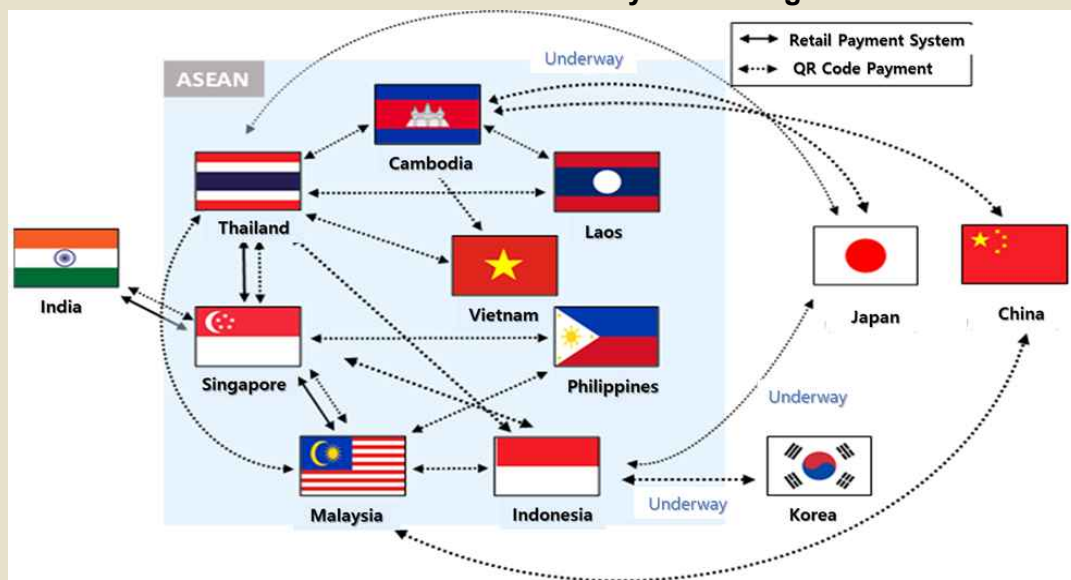 Retail Payment System
QR Code Payment
Underway
ASEAN
Cambodia
Thailand
Laos
India
Vietnam
Japan
China
Singapore
Philippines
Underway
Malaysia
Indonesia
Underway
Korea